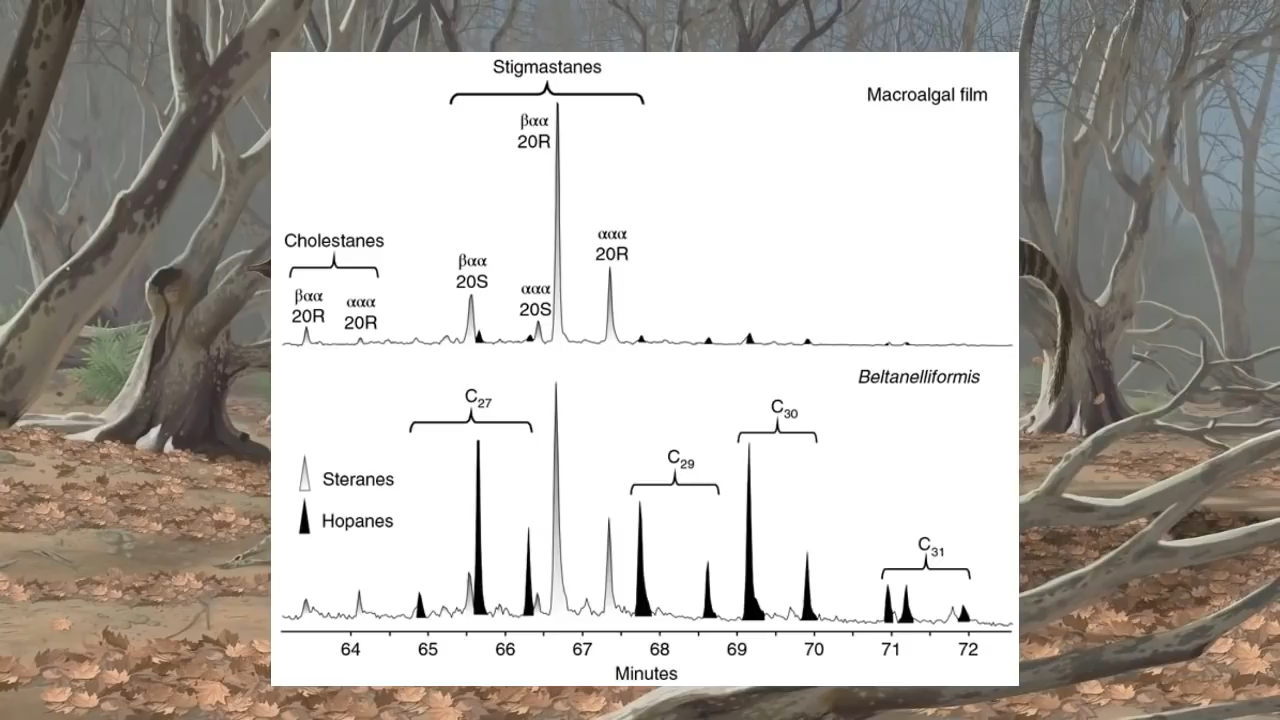 Stigmastanes
Macroalgal film
βαα
20R
Cholestanes
ααα
20R
βαα
20S
ααα
20S
βαα
20R
ααα
20R
Beltanelliformis
C27
C30
C29
Steranes
Hopanes
C31
64 65 66 67 68 69 70 71 72
Minutes